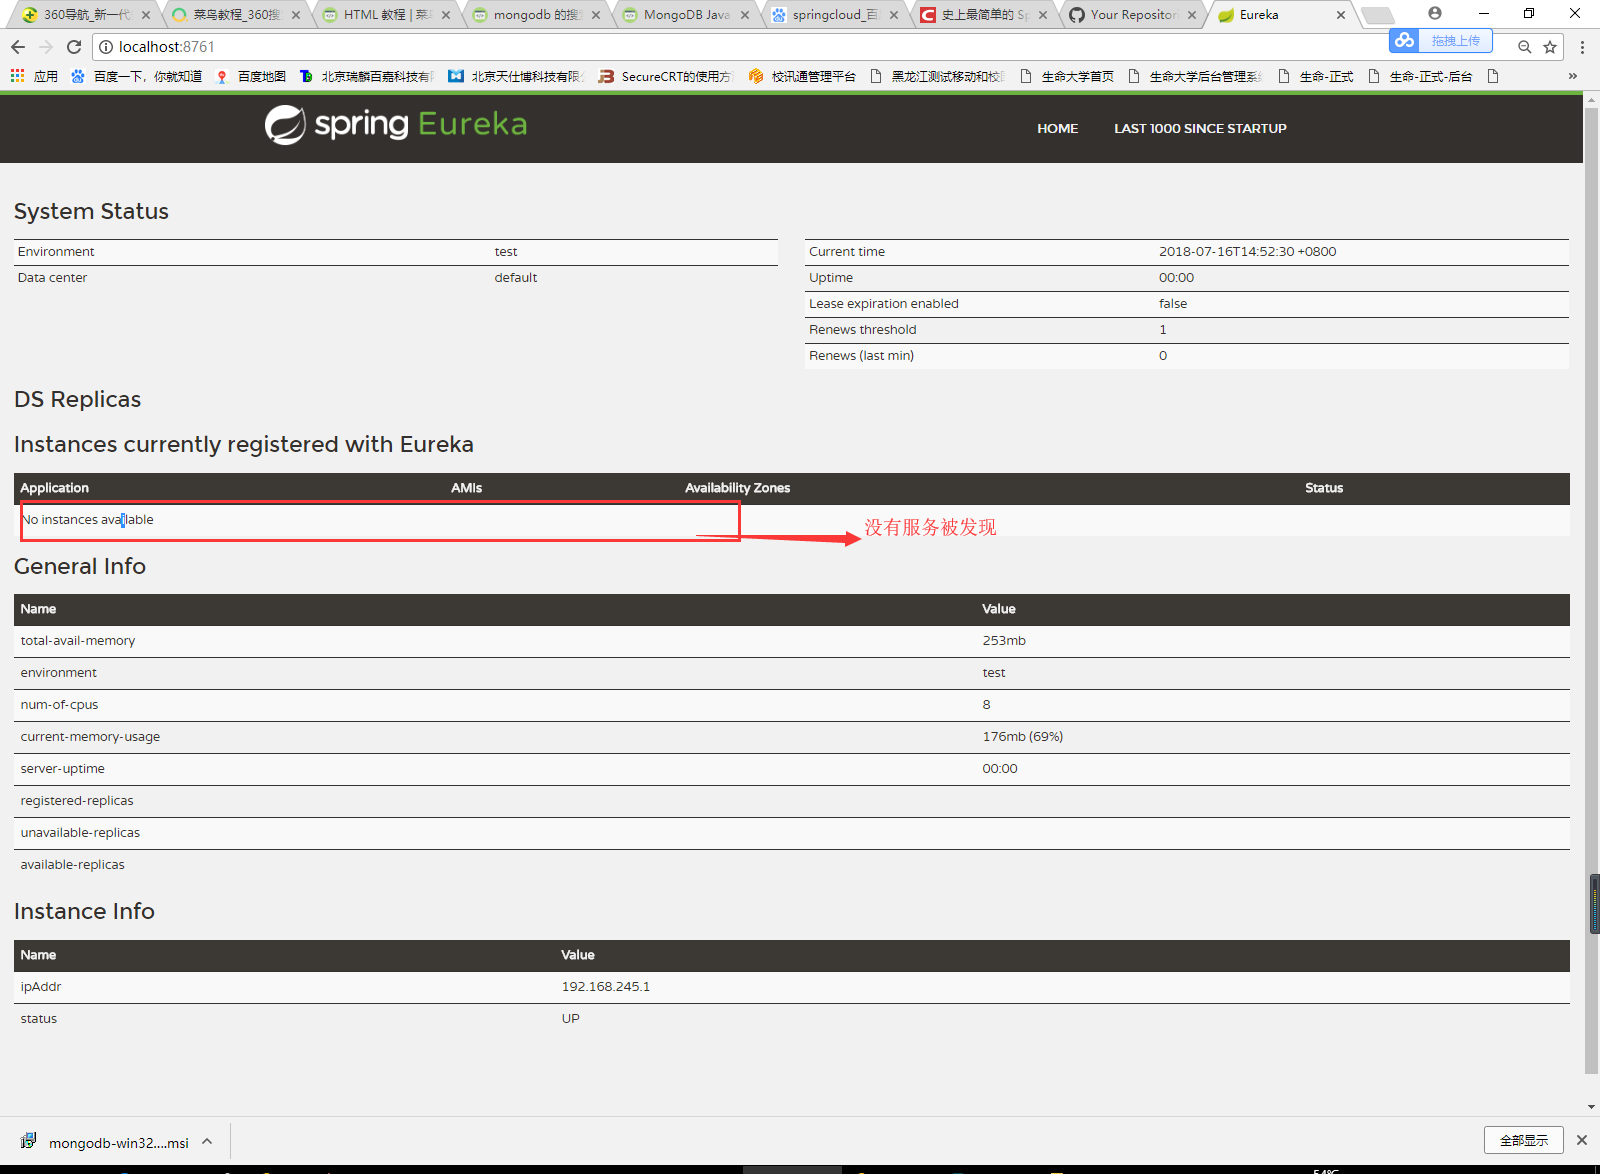 360导航_新一代
菜鸟教程_360搜
HTML 教程 | 菜鸟
mongodb 的搜
MongoDB Java
springcloud_百
史上最简单的 Sp
Your Repositori
Eureka
localhost:8761
拖拽上传
应用
百度一下，你就知道
百度地图
北京瑞麟百嘉科技有
北京天仕博科技有限
SecureCRT的使用方
校讯通管理平台
黑龙江测试移动和校
生命大学首页
生命大学后台管理系
生命-正式
生命-正式-后台
»
spring Eureka
HOME
LAST 1000 SINCE STARTUP
System Status
Environment test
Data center default
Current time 2018-07-16T14:52:30 +0800
Uptime 00:00
Lease expiration enabled false
Renews threshold 1
Renews (last min) 0
DS Replicas
Instances currently registered with Eureka
Application AMIs Availability Zones Status
No instances available
没有服务被发现
General Info
Name Value
total-avail-memory 253mb
environment test
num-of-cpus 8
current-memory-usage 176mb (69%)
server-uptime 00:00
registered-replicas
unavailable-replicas
available-replicas
Instance Info
Name Value
ipAddr 192.168.245.1
status UP
mongodb-win32....msi
全部显示